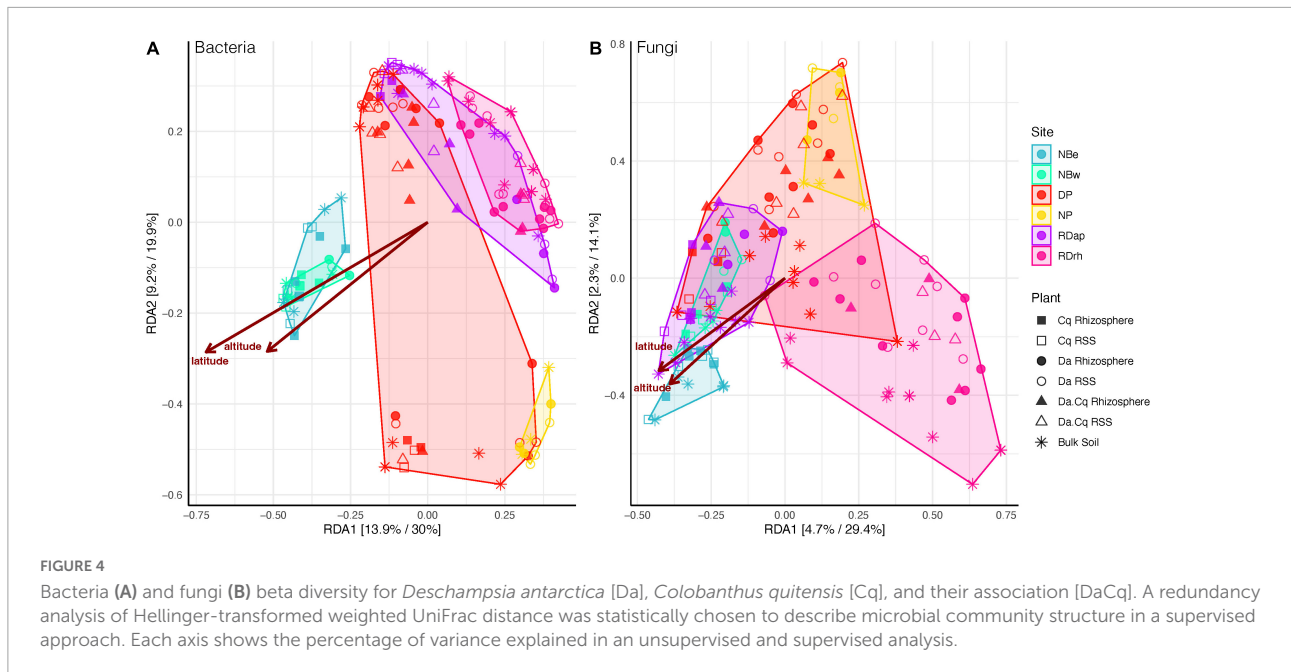 A Bacteria
0.2
0.0
−0.2
−0.4
−0.6
RDA2 [9.2% / 19.9%]
latitude
altitude
−0.75
−0.50
−0.25
0.00
0.25
RDA1 [13.9% / 30%]
B Fungi
0.8
0.4
0.0
−0.4
RDA2 [2.3% / 14.1%]
latitude
altitude
−0.50
−0.25
0.00
0.25
0.50
0.75
RDA1 [4.7% / 29.4%]
Site
NBe
NBw
DP
NP
RDap
RDrh
Plant
Cq Rhizosphere
Cq RSS
Da Rhizosphere
Da RSS
Da.Cq Rhizosphere
Da.Cq RSS
Bulk Soil
FIGURE 4
Bacteria (A) and fungi (B) beta diversity for Deschampsia antarctica [Da], Colobanthus quitensis [Cq], and their association [DaCq]. A redundancy
analysis of Hellinger-transformed weighted UniFrac distance was statistically chosen to describe microbial community structure in a supervised
approach. Each axis shows the percentage of variance explained in an unsupervised and supervised analysis.